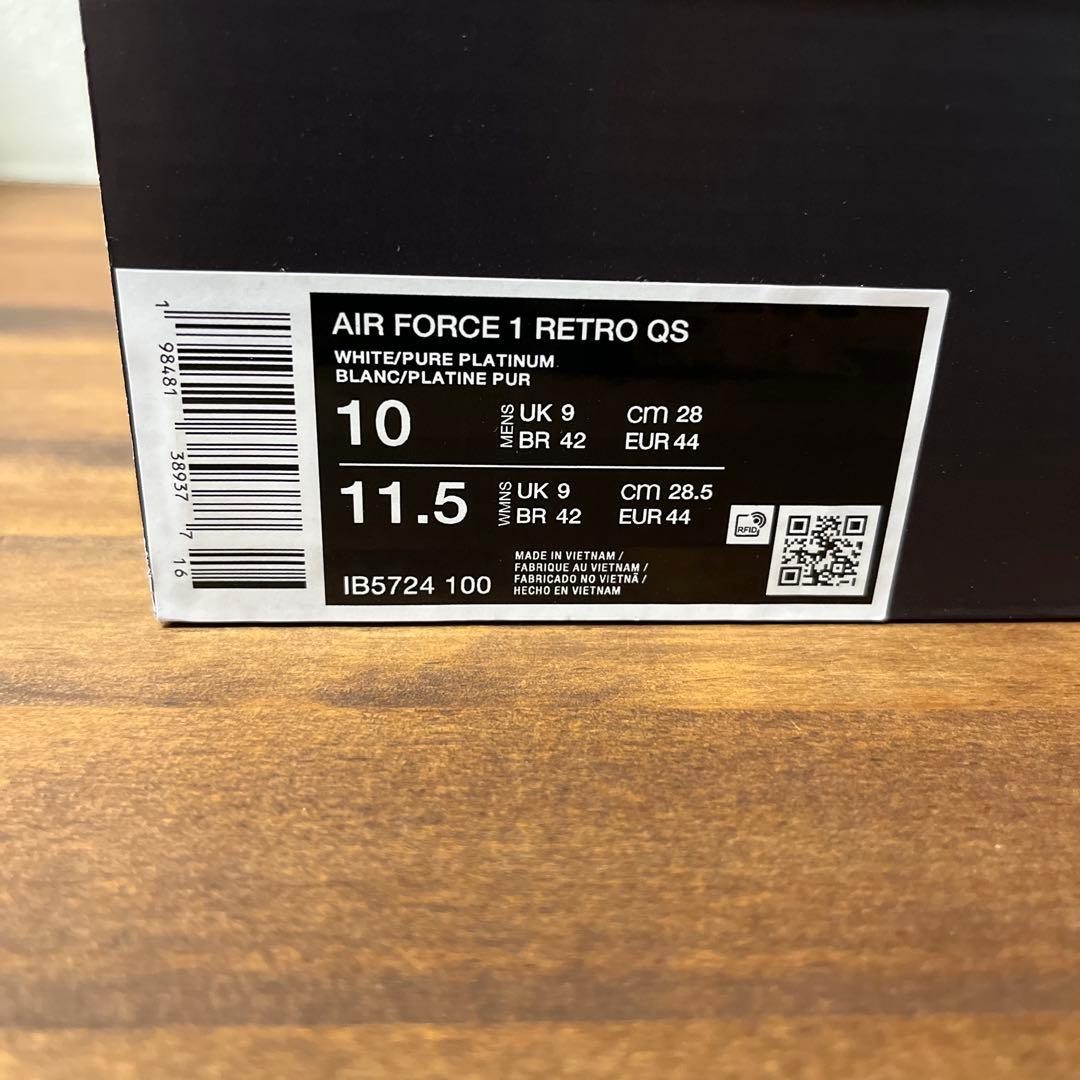 AIR FORCE 1 RETRO QS
WHITE/PURE PLATINUM
BLANC/PLATINE PUR
10
MENS
UK 9
cm 28
BR 42
EUR 44
11.5
WMNS
UK 9
cm 28.5
BR 42
EUR 44
RFID
IB5724 100
MADE IN VIETNAM /
FABRIQUE AU VIETNAM /
FABRICADO NO VIETNÃ /
HECHO EN VIETNAM
1 98481 38937 7 16